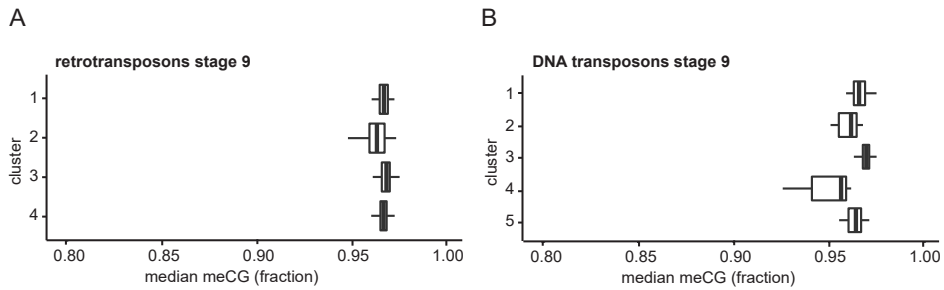 A
retrotransposons stage 9
cluster
1
2
3
4
0.80 0.85 0.90 0.95 1.00
median meCG (fraction)
B
DNA transposons stage 9
cluster
1
2
3
4
5
0.80 0.85 0.90 0.95 1.00
median meCG (fraction)